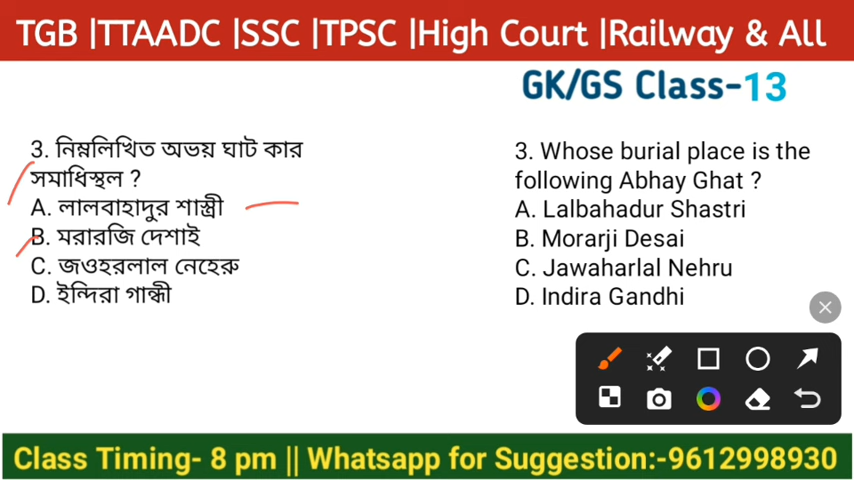 TGB |TTAADC |SSC |TPSC |High Court |Railway & All
GK/GS Class-13
3. নিম্নলিখিত অভয় ঘাট কার
সমাধিস্থল ?
A. লালবাহাদুর শাস্ত্রী
B. মরারজি দেশাই
C. জওহরলাল নেহেরু
D. ইন্দিরা গান্ধী
3. Whose burial place is the
following Abhay Ghat ?
A. Lalbahadur Shastri
B. Morarji Desai
C. Jawaharlal Nehru
D. Indira Gandhi
Class Timing- 8 pm || Whatsapp for Suggestion:-9612998930